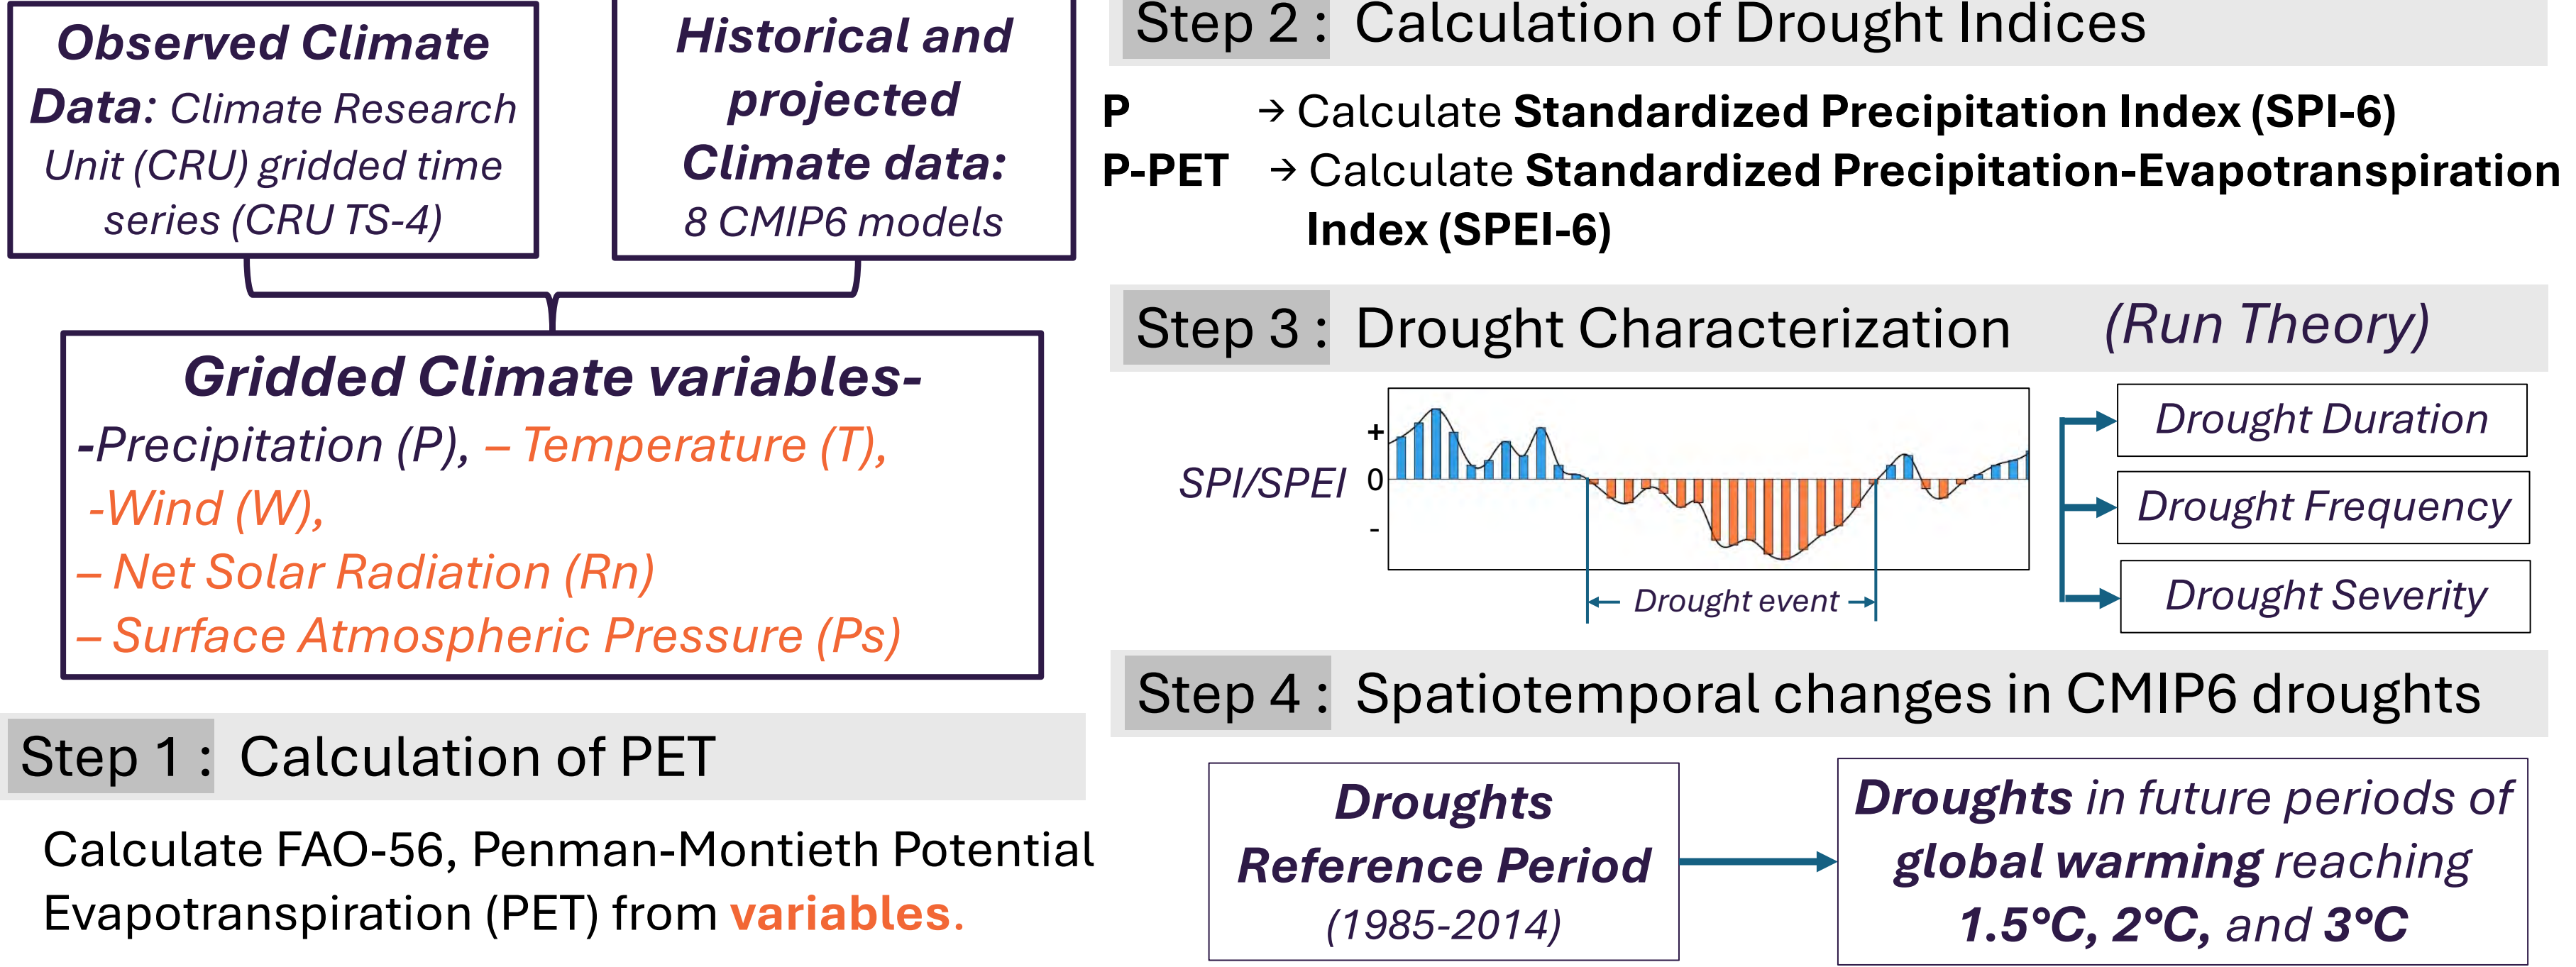 Observed Climate
Data: Climate Research
Unit (CRU) gridded time
series (CRU TS-4)
Historical and
projected
Climate data:
8 CMIP6 models
Gridded Climate variables-
-Precipitation (P), – Temperature (T),
-Wind (W),
– Net Solar Radiation (Rn)
– Surface Atmospheric Pressure (Ps)
Step 1 : Calculation of PET
Calculate FAO-56, Penman-Montieth Potential
Evapotranspiration (PET) from variables.
Step 2 : Calculation of Drought Indices
P → Calculate Standardized Precipitation Index (SPI-6)
P-PET → Calculate Standardized Precipitation-Evapotranspiration
Index (SPEI-6)
Step 3 : Drought Characterization (Run Theory)
+
SPI/SPEI 0
-
Drought event
Drought Duration
Drought Frequency
Drought Severity
Step 4 : Spatiotemporal changes in CMIP6 droughts
Droughts
Reference Period
(1985-2014)
Droughts in future periods of
global warming reaching
1.5°C, 2°C, and 3°C